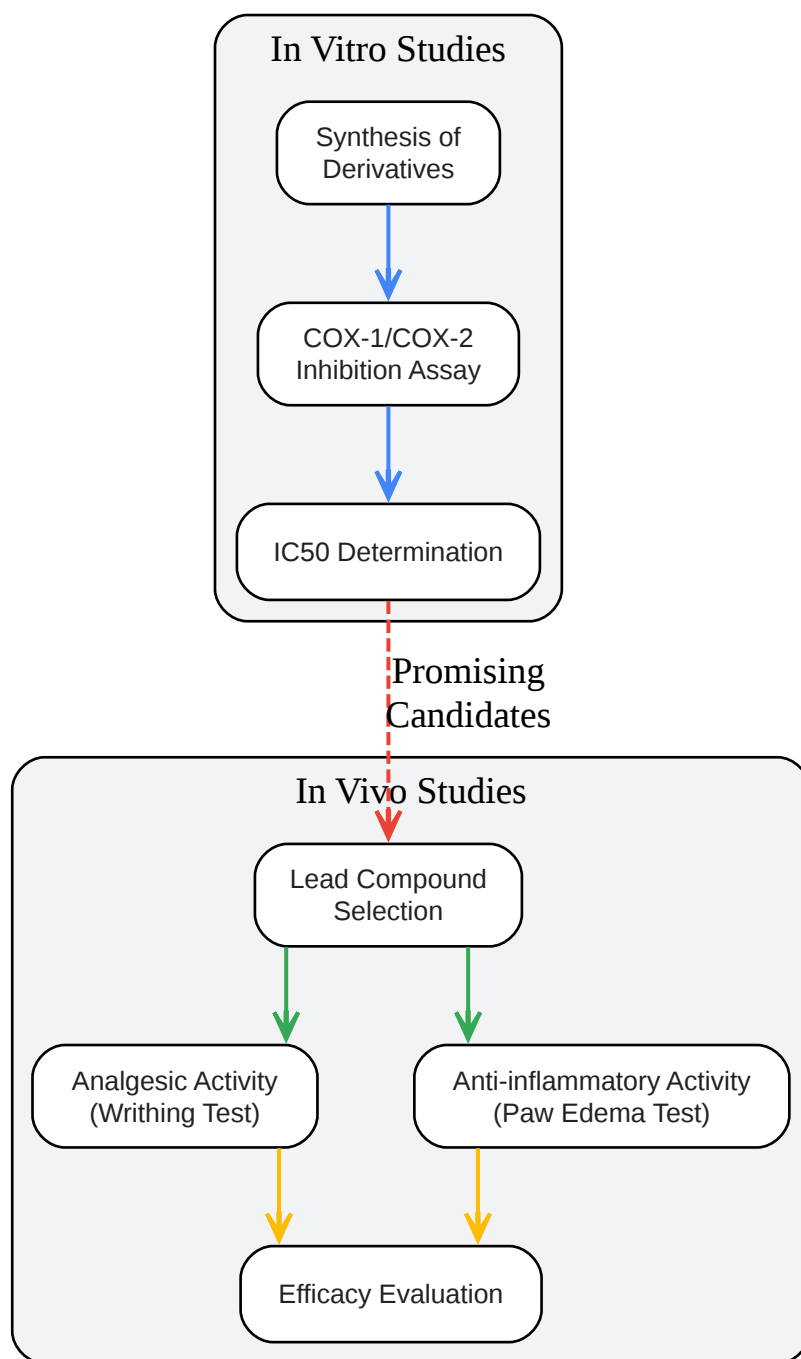 In Vitro Studies
Synthesis of
Derivatives
COX-1/COX-2
Inhibition Assay
IC50 Determination
Promising
Candidates
In Vivo Studies
Lead Compound
Selection
Analgesic Activity
(Writhing Test)
Anti-inflammatory Activity
(Paw Edema Test)
Efficacy Evaluation